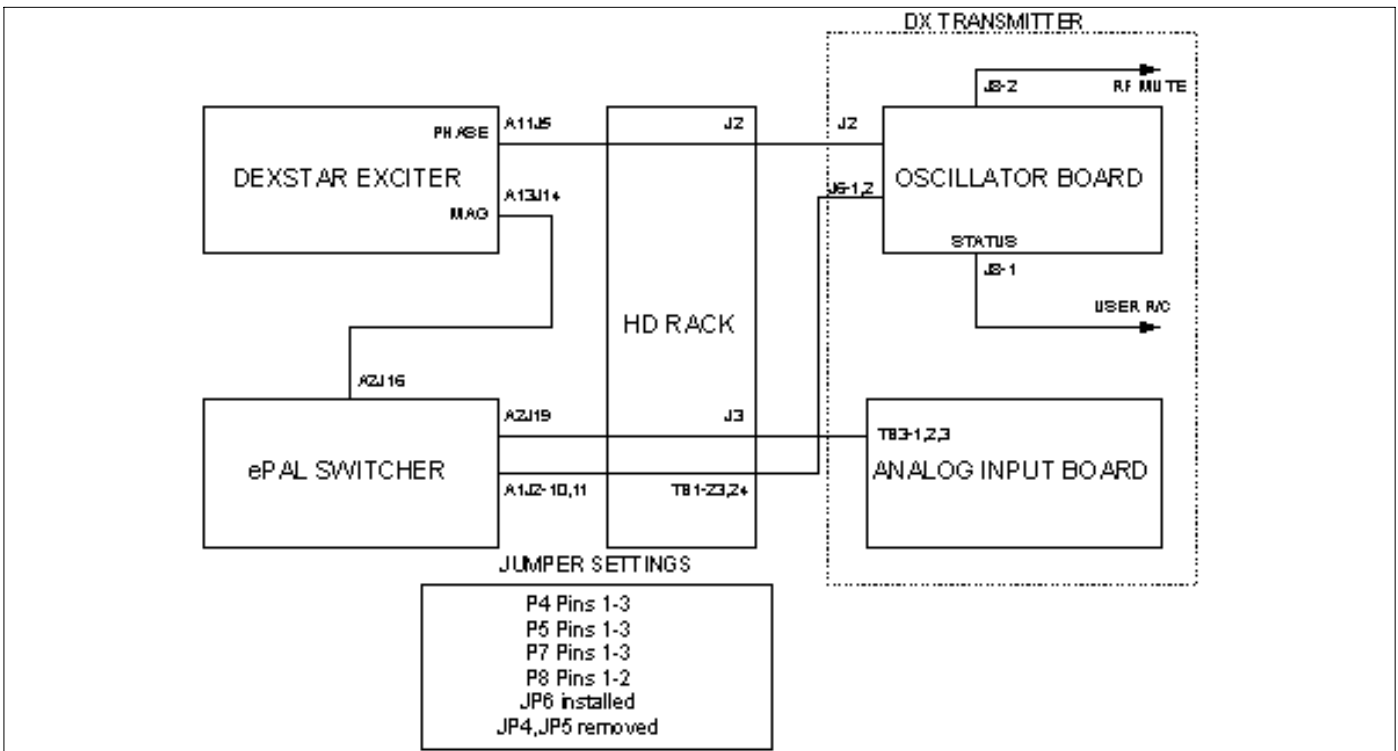 DX TRANSMITTER
J8-2
RF MUTE
PHASE
A11J5
J2
J2
DEXSTAR EXCITER
OSCILLATOR BOARD
A13J14
J6-1,2
MAG
STATUS
J8-1
USER R/C
HD RACK
A2J16
A2J19
J3
TB3-1,2,3
ePAL SWITCHER
ANALOG INPUT BOARD
A1J2-10,11
TB1-23,24
JUMPER SETTINGS
P4 Pins 1-3
P5 Pins 1-3
P7 Pins 1-3
P8 Pins 1-2
JP6 installed
JP4,JP5 removed